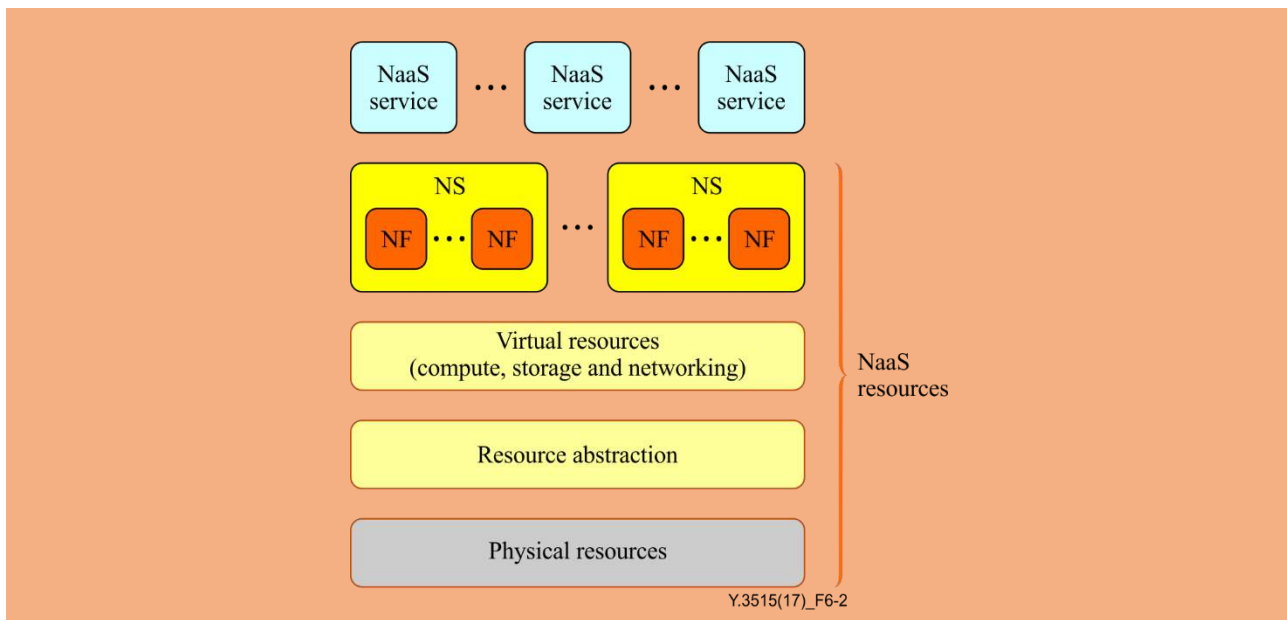 NaaS
service
...
NaaS
service
...
NaaS
service
NS
NF ... NF
...
NS
NF ... NF
Virtual resources
(compute, storage and networking)
NaaS
resources
Resource abstraction
Physical resources
Y.3515(17)_F6-2